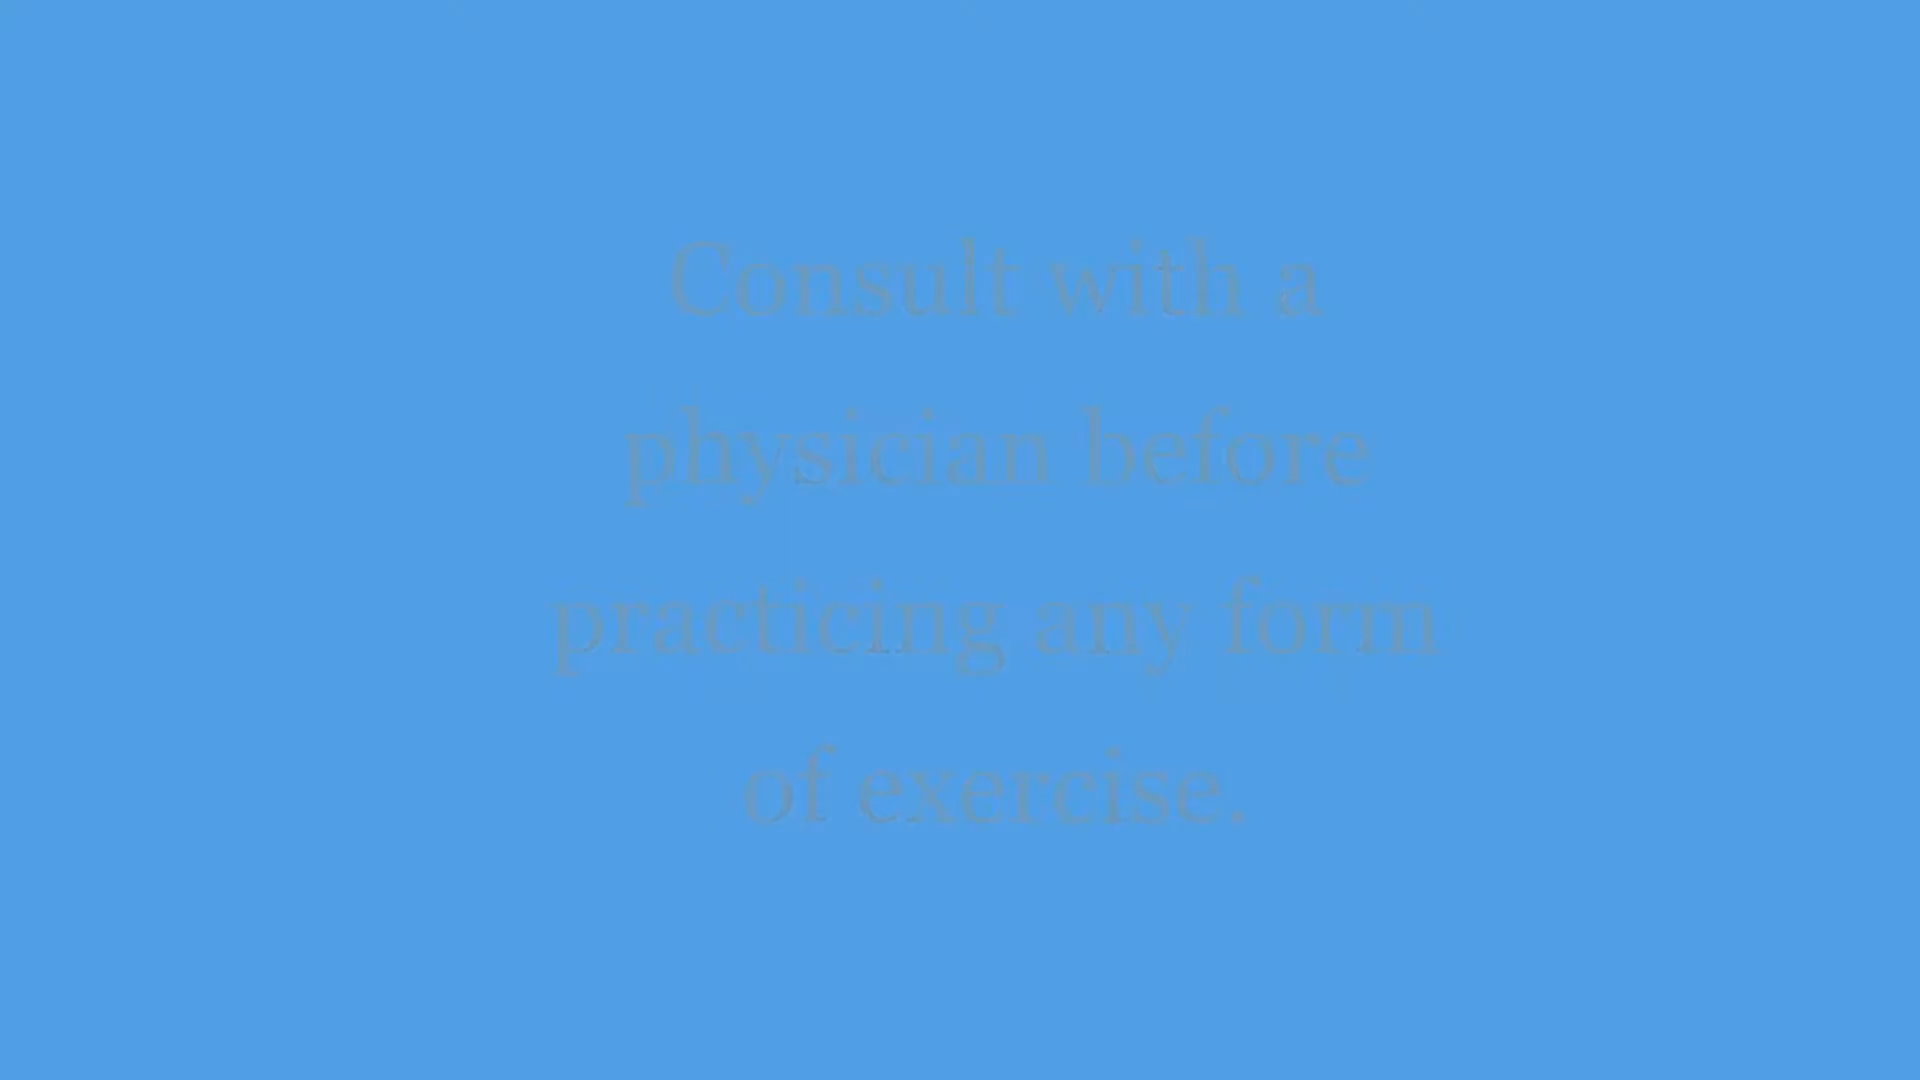 Consult with a
physician before
practicing any form
of exercise.